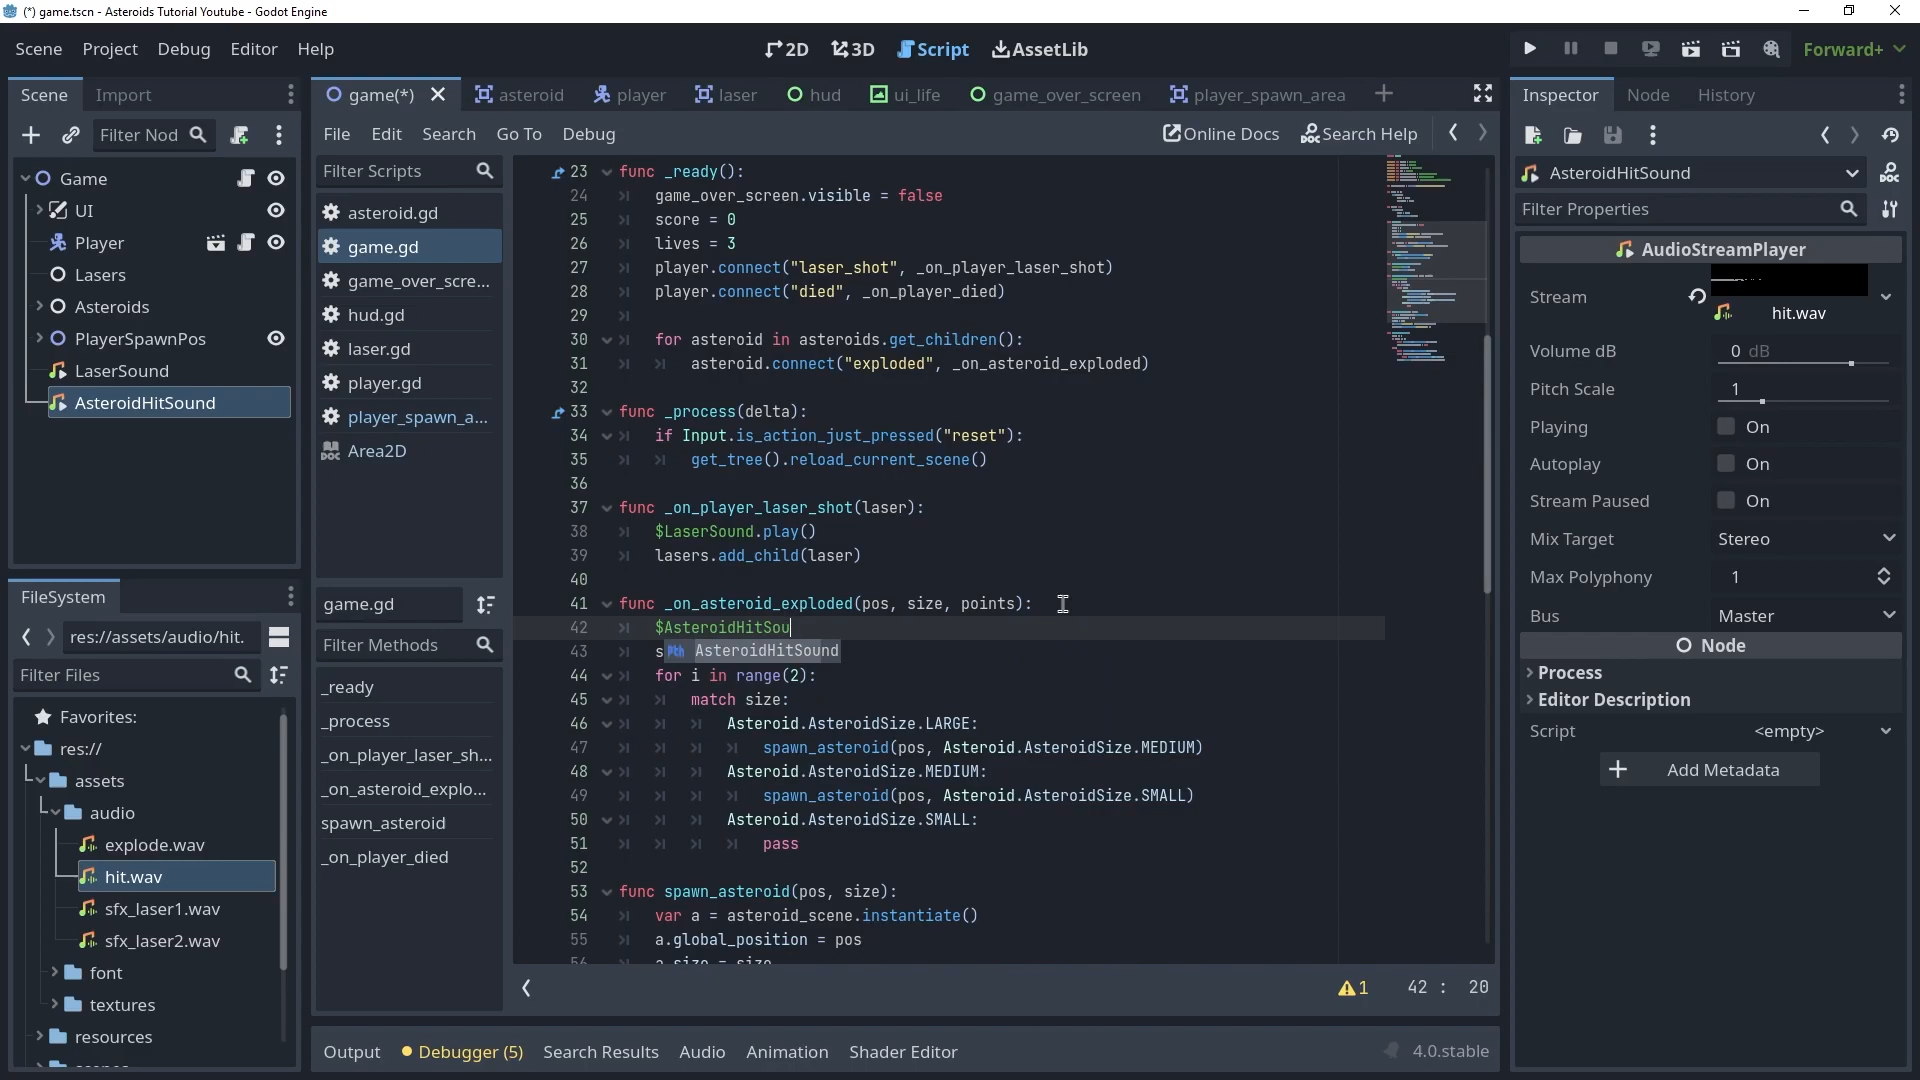 (*) game.tscn - Asteroids Tutorial Youtube - Godot Engine
Scene Project Debug Editor Help
2D 3D Script AssetLib
Forward+
Scene Import
game(*) asteroid player laser hud ui_life game_over_screen player_spawn_area
Inspector Node History
Filter Nod
File Edit Search Go To Debug
Online Docs Search Help
Game
UI
Player
Lasers
Asteroids
PlayerSpawnPos
LaserSound
AsteroidHitSound
Filter Scripts
asteroid.gd
game.gd
game_over_scre...
hud.gd
laser.gd
player.gd
player_spawn_a...
Area2D
game.gd
Filter Methods
_ready
_process
_on_player_laser_sh...
_on_asteroid_explo...
spawn_asteroid
_on_player_died
23 func _ready():
24 game_over_screen.visible = false
25 score = 0
26 lives = 3
27 player.connect("laser_shot", _on_player_laser_shot)
28 player.connect("died", _on_player_died)
29
30 for asteroid in asteroids.get_children():
31 asteroid.connect("exploded", _on_asteroid_exploded)
32
33 func _process(delta):
34 if Input.is_action_just_pressed("reset"):
35 get_tree().reload_current_scene()
36
37 func _on_player_laser_shot(laser):
38 $LaserSound.play()
39 lasers.add_child(laser)
40
41 func _on_asteroid_exploded(pos, size, points):
42 $AsteroidHitSou
43 s AsteroidHitSound
44 for i in range(2):
45 match size:
46 Asteroid.AsteroidSize.LARGE:
47 spawn_asteroid(pos, Asteroid.AsteroidSize.MEDIUM)
48 Asteroid.AsteroidSize.MEDIUM:
49 spawn_asteroid(pos, Asteroid.AsteroidSize.SMALL)
50 Asteroid.AsteroidSize.SMALL:
51 pass
52
53 func spawn_asteroid(pos, size):
54 var a = asteroid_scene.instantiate()
55 a.global_position = pos
56 a.size = size
1 42 : 20
FileSystem
res://assets/audio/hit.
Filter Files
Favorites:
res://
assets
audio
explode.wav
hit.wav
sfx_laser1.wav
sfx_laser2.wav
font
textures
resources
Output Debugger (5) Search Results Audio Animation Shader Editor
4.0.stable
AsteroidHitSound
Filter Properties
AudioStreamPlayer
Stream hit.wav
Volume dB 0 dB
Pitch Scale 1
Playing On
Autoplay On
Stream Paused On
Mix Target Stereo
Max Polyphony 1
Bus Master
Node
Process
Editor Description
Script <empty>
Add Metadata